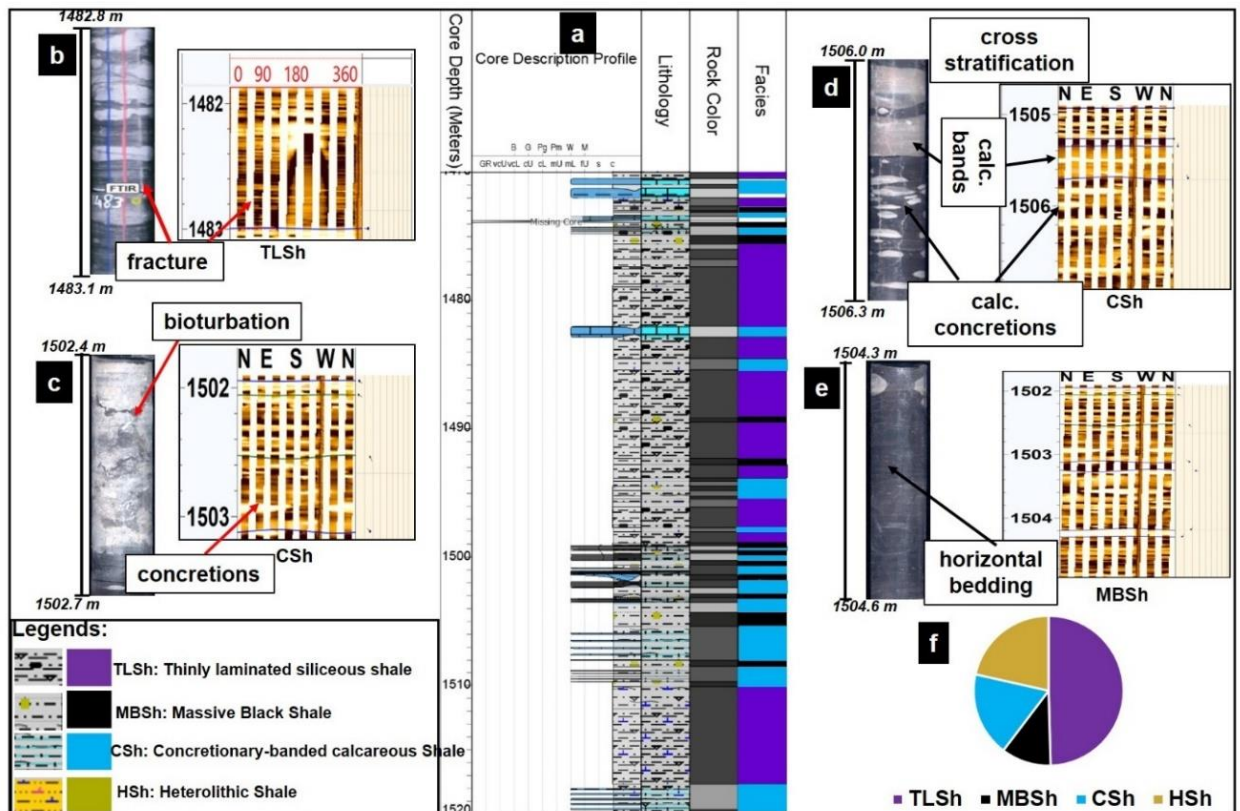 1482.8 m
b
FTIR
483
1483.1 m
0 90 180 360
1482
1483
TLSh
fracture
bioturbation
1502.4 m
c
1502.7 m
N E S W N
1502
1503
CSh
concretions
Legends:
TLSh: Thinly laminated siliceous shale
MBSh: Massive Black Shale
CSh: Concretionary-banded calcareous Shale
HSh: Heterolithic Shale
a
Core Depth (Meters)
Core Description Profile
Lithology
Rock Color
Facies
B G Pg Pm W M
GR vcU vcL cU cL mU mL fU s c
1470
Missing Core
1480
1490
1500
1510
1520
1506.0 m
d
1506.3 m
cross
stratification
calc.
bands
N E S W N
1505
1506
CSh
calc.
concretions
1504.3 m
e
1504.6 m
N E S W N
1502
1503
1504
MBSh
horizontal
bedding
f
TLSh MBSh CSh HSh